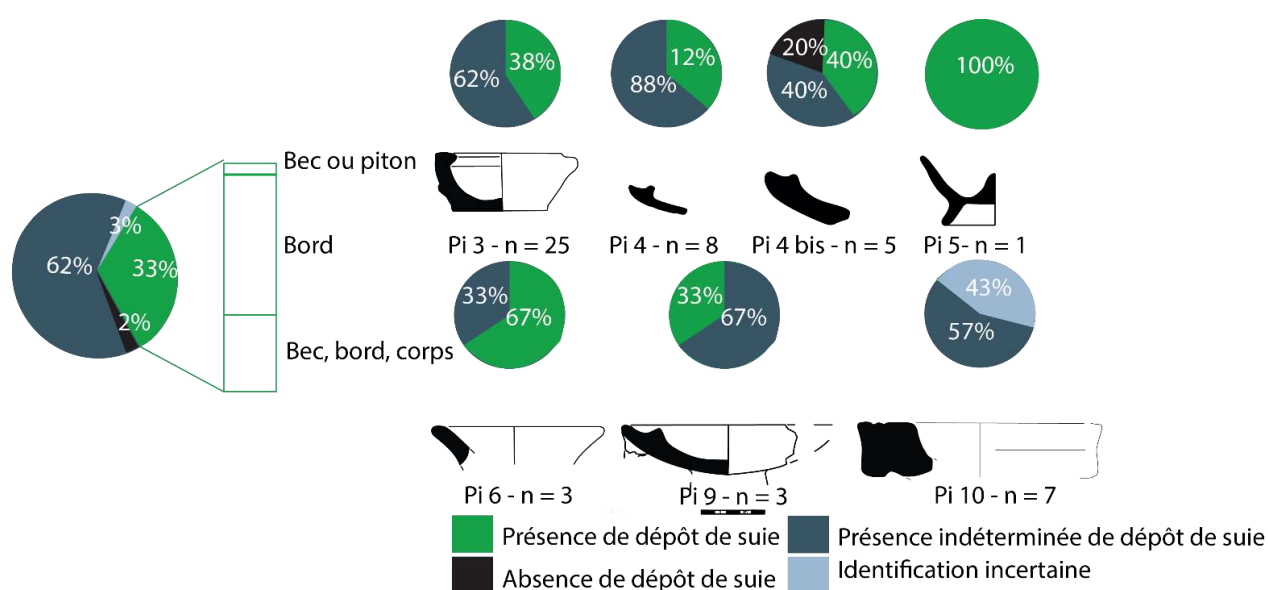 38%
62%
12%
88%
20%
40%
40%
100%
Bec ou piton
Bord
Bec, bord, corps
3%
62%
33%
2%
Pi 3 - n = 25
Pi 4 - n = 8
Pi 4 bis - n = 5
Pi 5- n = 1
33%
67%
33%
67%
43%
57%
Pi 6 - n = 3
Pi 9 - n = 3
Pi 10 - n = 7
Présence de dépôt de suie
Présence indéterminée de dépôt de suie
Absence de dépôt de suie
Identification incertaine